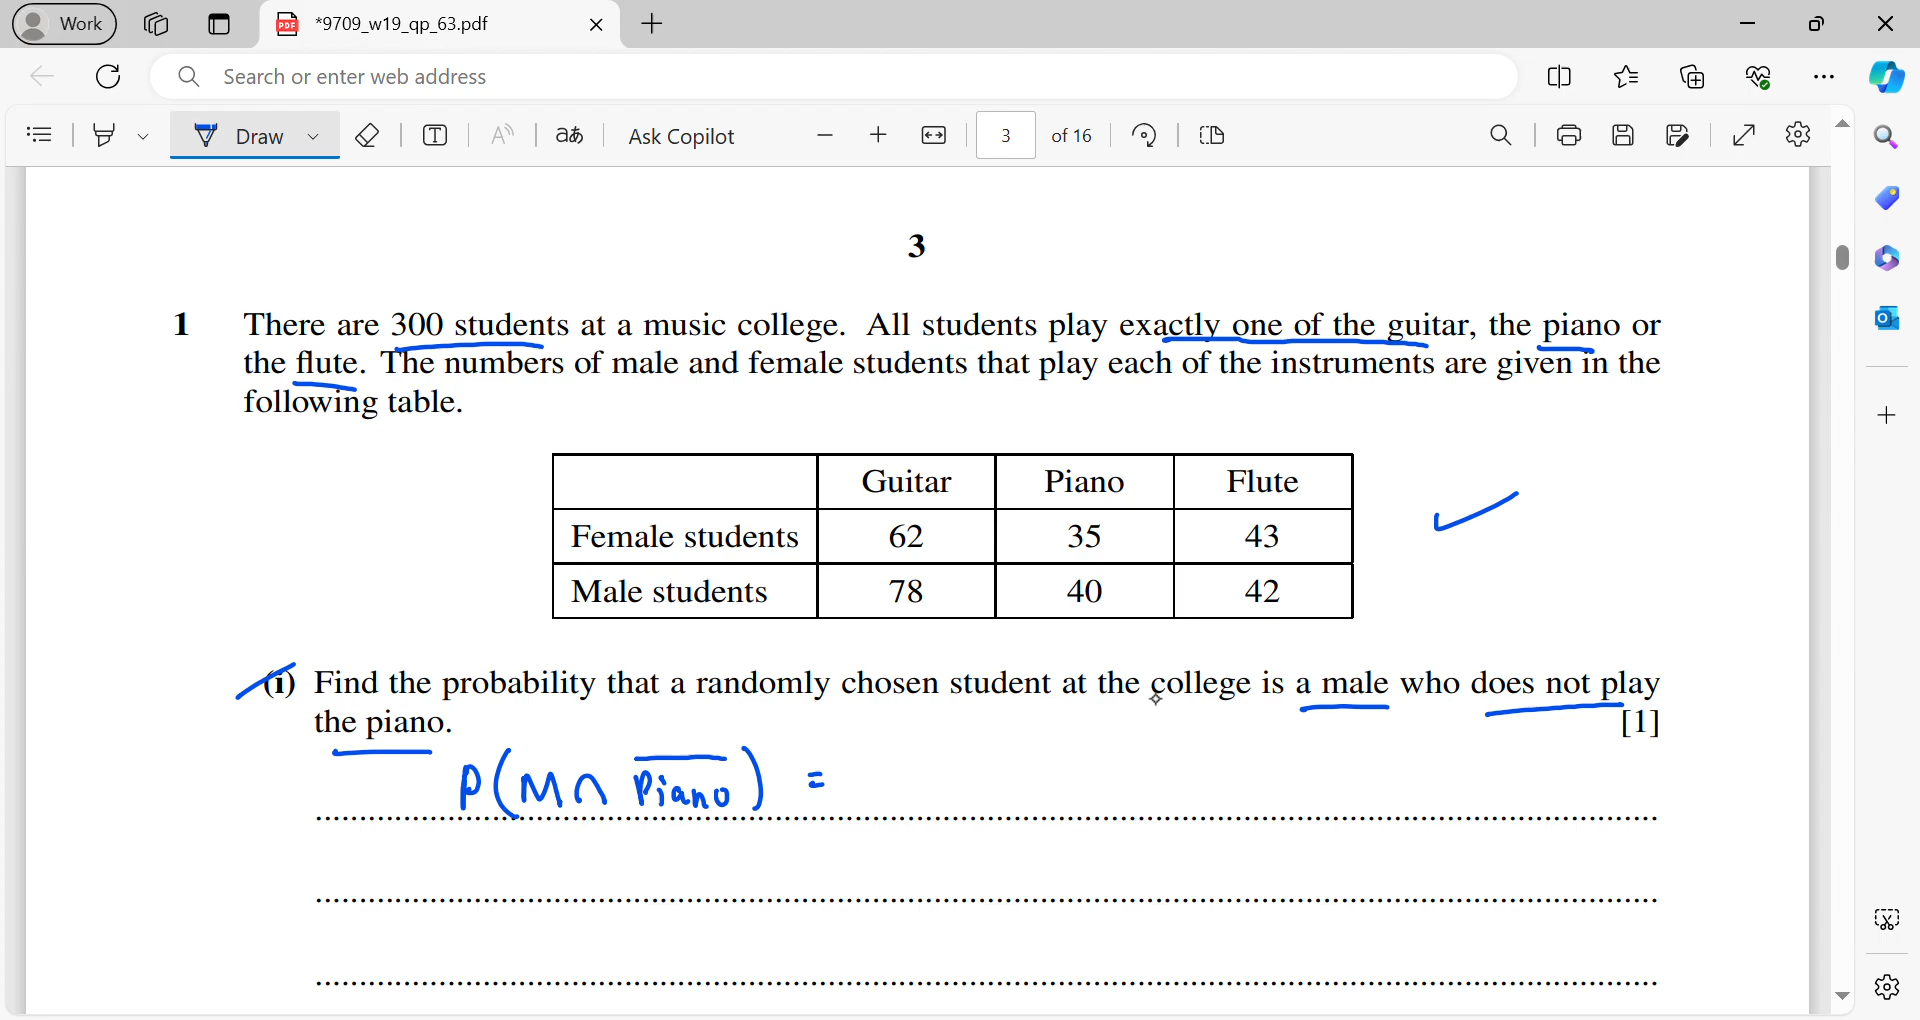 Work
*9709_w19_qp_63.pdf
Search or enter web address
Draw
Ask Copilot
3 of 16
3
1 There are 300 students at a music college. All students play exactly one of the guitar, the piano or
the flute. The numbers of male and female students that play each of the instruments are given in the
following table.
Guitar Piano Flute
Female students 62 35 43
Male students 78 40 42
(i) Find the probability that a randomly chosen student at the college is a male who does not play
the piano. [1]
P(M∩ P̅i̅a̅n̅o̅) =